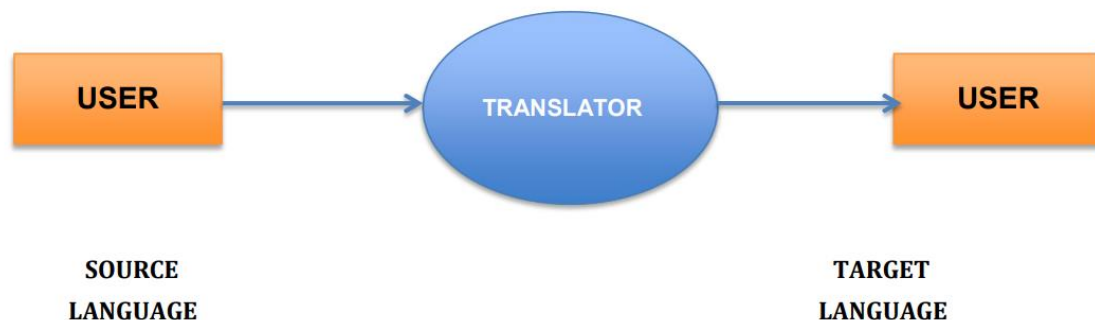 USER
TRANSLATOR
USER
SOURCE
LANGUAGE
TARGET
LANGUAGE